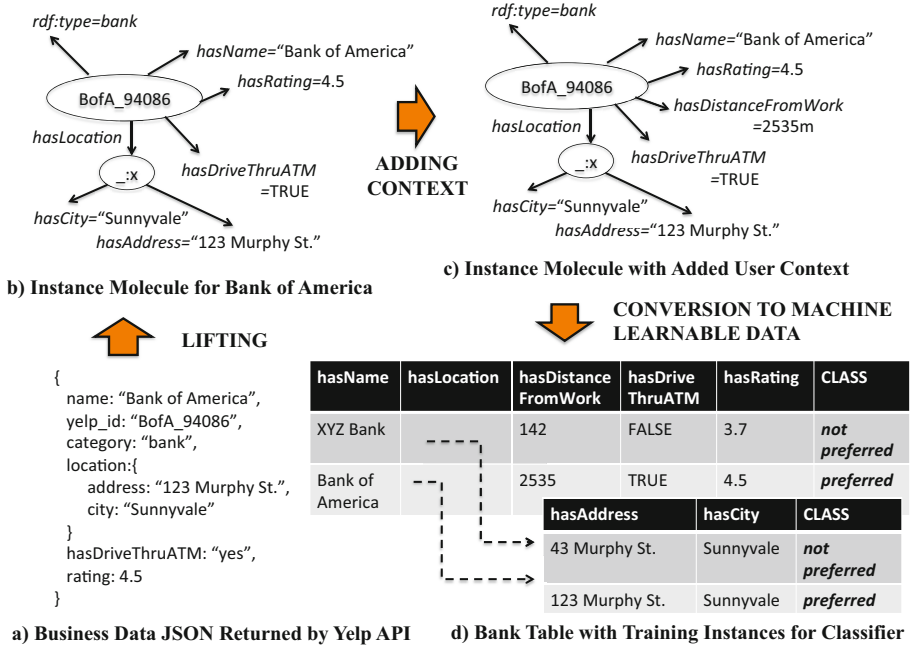 rdf:type=bank
hasName=“Bank of America”
hasRating=4.5
BofA_94086
hasLocation
hasDriveThruATM
=TRUE
_:x
hasCity=“Sunnyvale”
hasAddress=“123 Murphy St.”
b) Instance Molecule for Bank of America
ADDING
CONTEXT
rdf:type=bank
hasName=“Bank of America”
hasRating=4.5
BofA_94086
hasDistanceFromWork
=2535m
hasLocation
hasDriveThruATM
=TRUE
_:x
hasCity=“Sunnyvale”
hasAddress=“123 Murphy St.”
c) Instance Molecule with Added User Context
LIFTING
CONVERSION TO MACHINE
LEARNABLE DATA
{
name: “Bank of America”,
yelp_id: “BofA_94086”,
category: “bank”,
location:{
address: “123 Murphy St.”,
city: “Sunnyvale”
}
hasDriveThruATM: “yes”,
rating: 4.5
}
a) Business Data JSON Returned by Yelp API
hasName hasLocation hasDistance hasDrive hasRating CLASS
FromWork ThruATM
XYZ Bank 142 FALSE 3.7 not
preferred
Bank of 2535 TRUE 4.5 preferred
America
hasAddress hasCity CLASS
43 Murphy St. Sunnyvale not
preferred
123 Murphy St. Sunnyvale preferred
d) Bank Table with Training Instances for Classifier